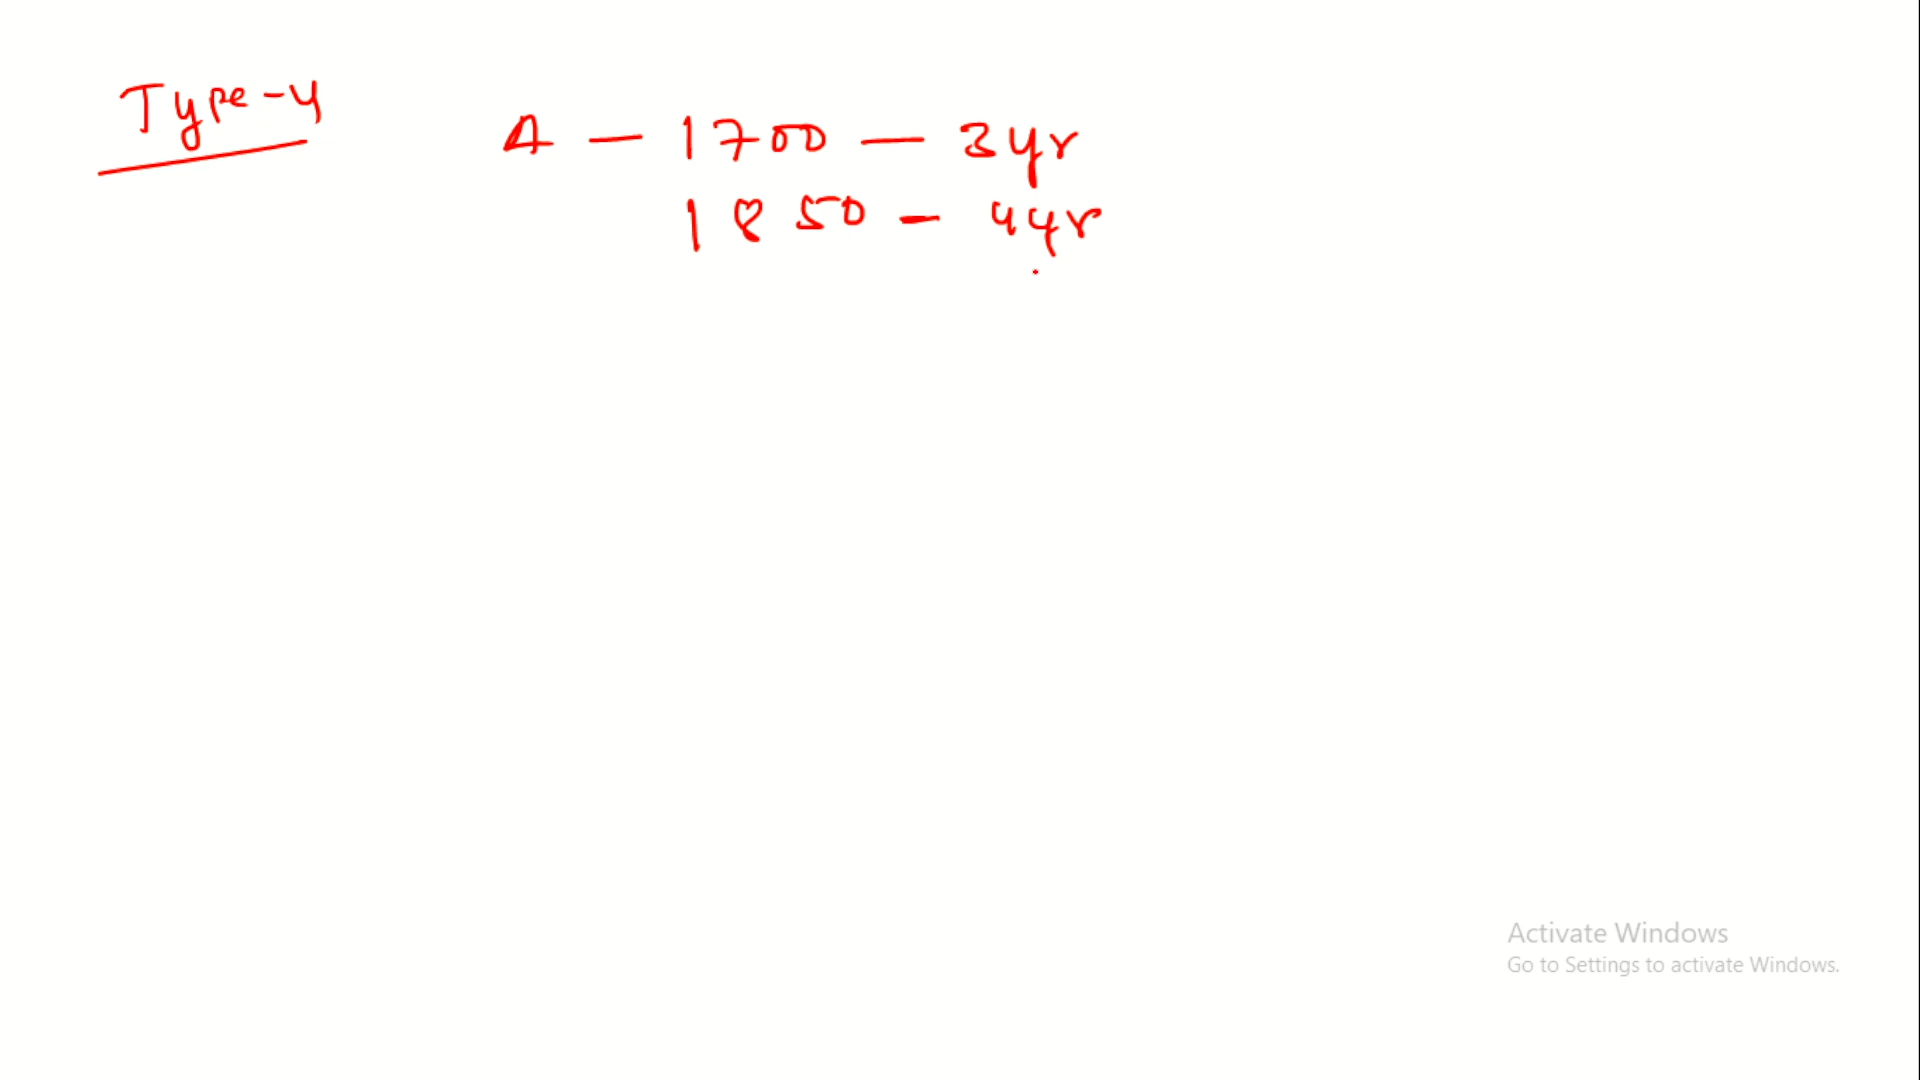 Type-4
A — 1700 — 3yr
1850 - 4yr
Activate Windows
Go to Settings to activate Windows.